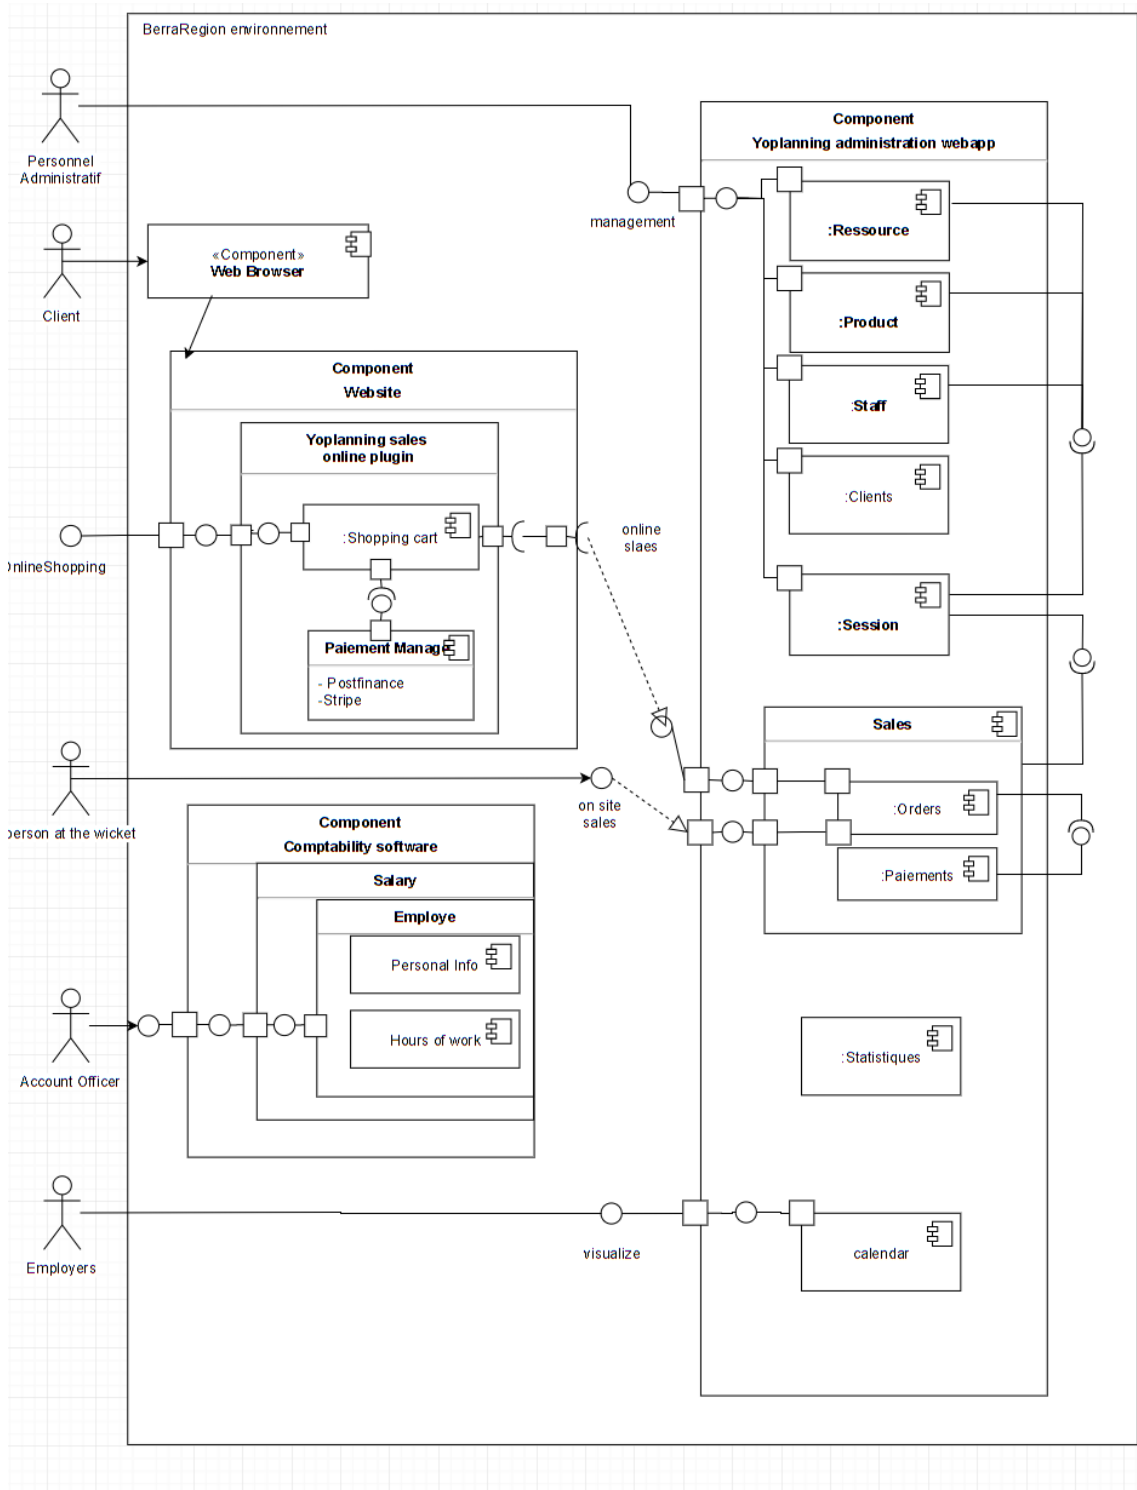 BerraRegion environnement
Personnel
Administratif
Component
Yoplanning administration webapp
management
:Ressource
«Component»
Web Browser
Client
:Product
Component
Website
:Staff
Yoplanning sales
online plugin
:Clients
:Shopping cart
online
slaes
OnlineShopping
:Session
Paiement Manage
- Postfinance
-Stripe
Sales
person at the wicket
on site
sales
:Orders
Component
Comptability software
:Paiements
Salary
Employe
Personal Info
Hours of work
:Statistiques
Account Officer
visualize
calendar
Employers